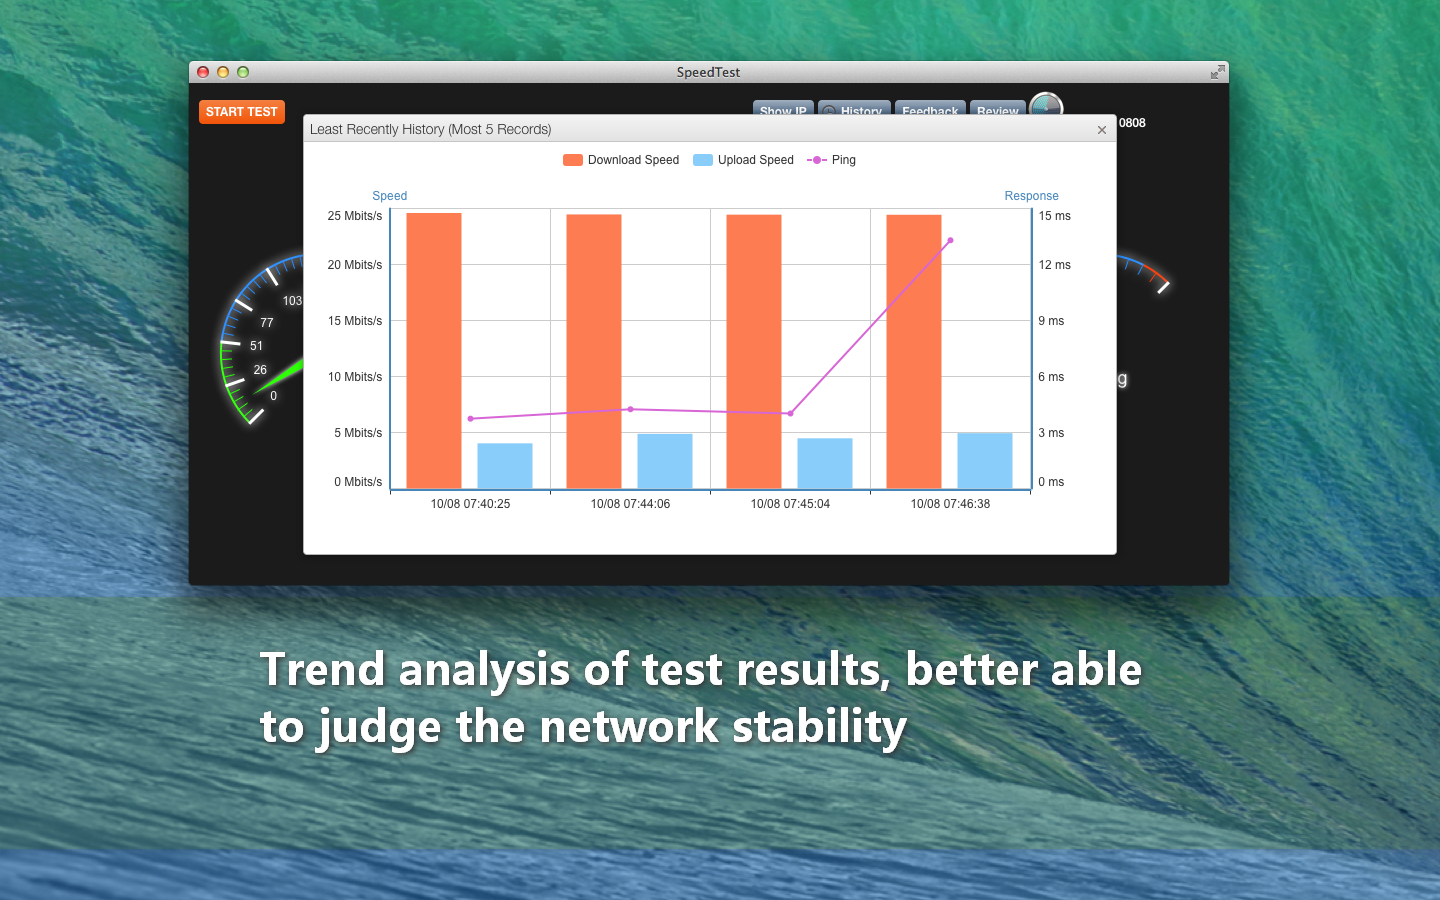 SpeedTest
START TEST
Show IP
History
Feedback
Review
0808
Least Recently History (Most 5 Records)
Download Speed
Upload Speed
Ping
Speed
Response
25 Mbits/s
20 Mbits/s
15 Mbits/s
10 Mbits/s
5 Mbits/s
0 Mbits/s
15 ms
12 ms
9 ms
6 ms
3 ms
0 ms
10/08 07:40:25
10/08 07:44:06
10/08 07:45:04
10/08 07:46:38
103
77
51
26
0
g
Trend analysis of test results, better able
to judge the network stability